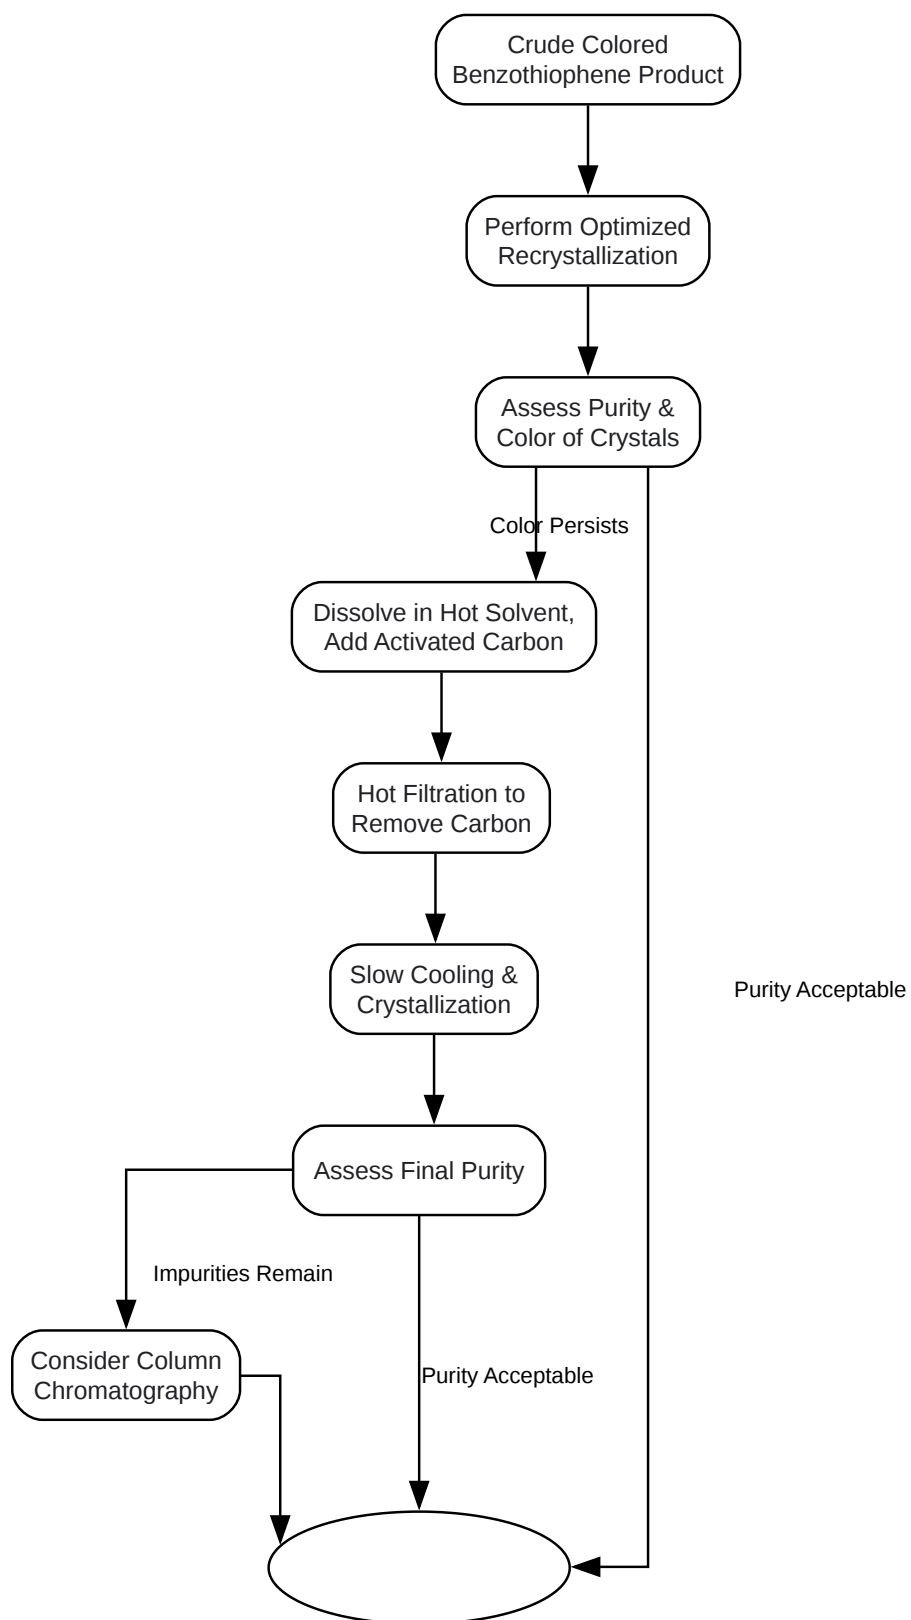 Crude Colored
Benzothiophene Product
Perform Optimized
Recrystallization
Assess Purity &
Color of Crystals
Color Persists
Dissolve in Hot Solvent,
Add Activated Carbon
Hot Filtration to
Remove Carbon
Slow Cooling &
Crystallization
Purity Acceptable
Assess Final Purity
Impurities Remain
Consider Column
Chromatography
Purity Acceptable